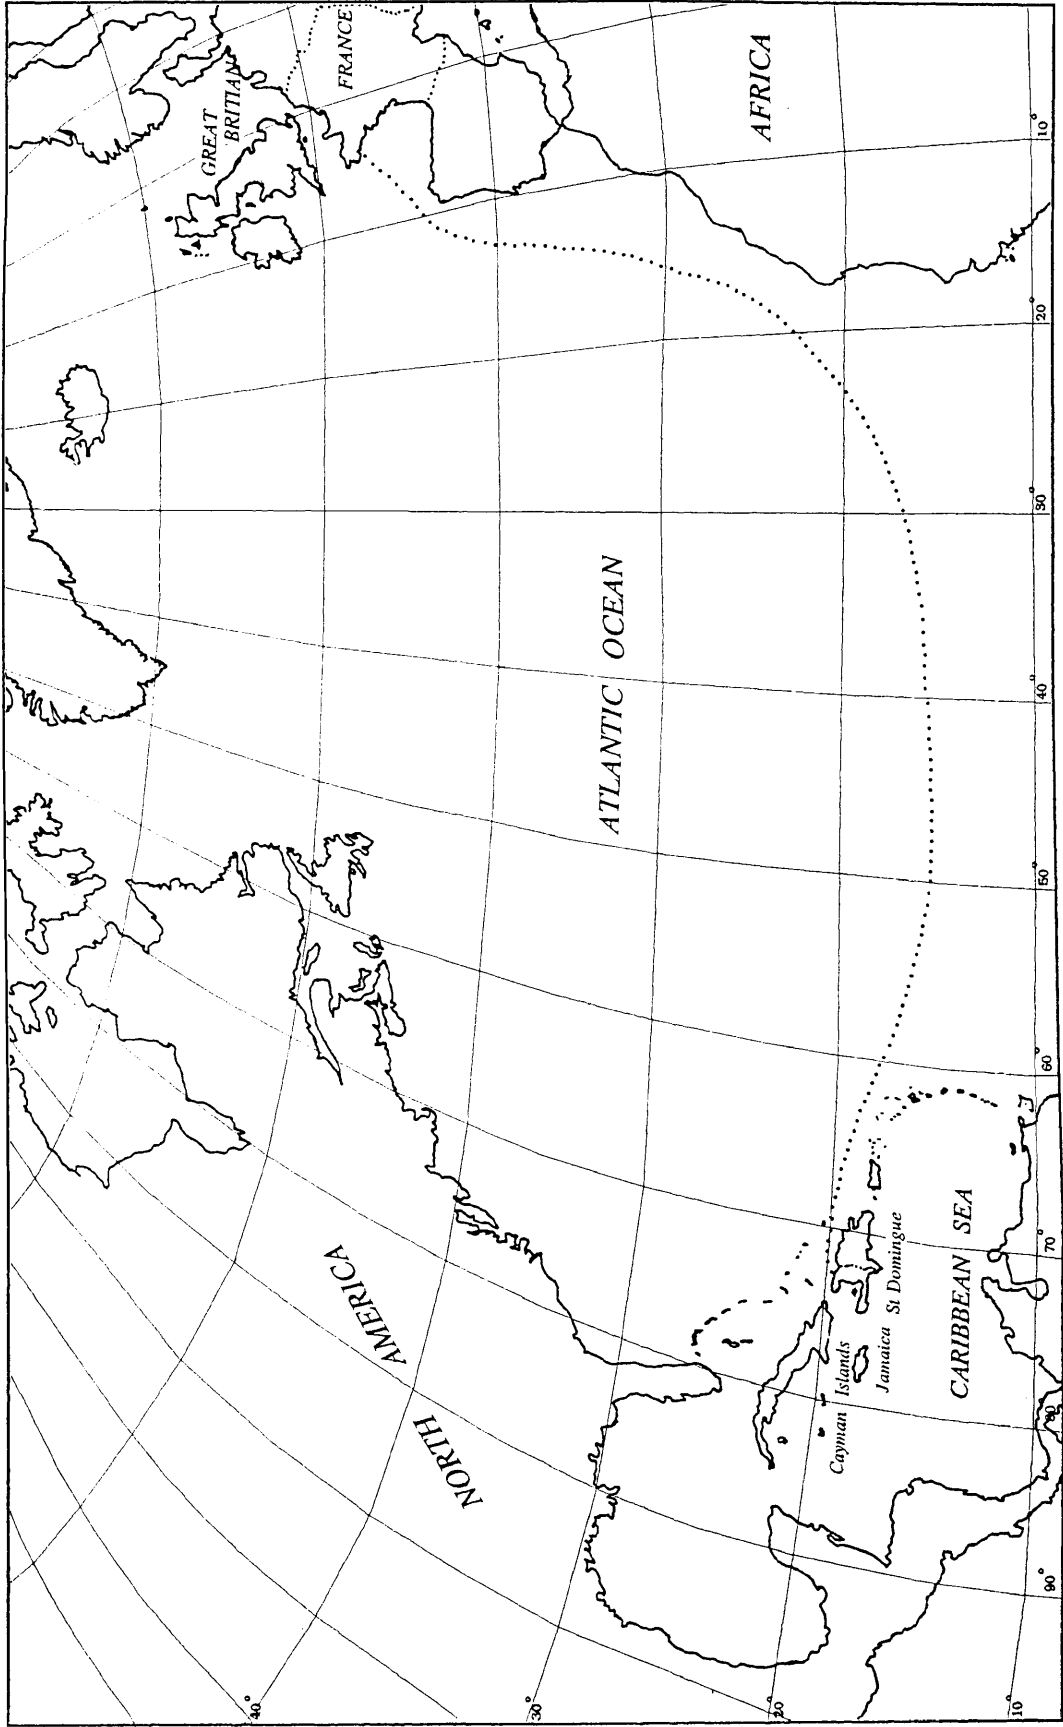 GREAT
BRITIAN
FRANCE
AFRICA
ATLANTIC OCEAN
NORTH
AMERICA
CARIBBEAN SEA
Cayman Islands
Jamaica
St Domingue
40°
30°
20°
10°
90°
80
70°
60°
50°
40°
30°
20°
10°